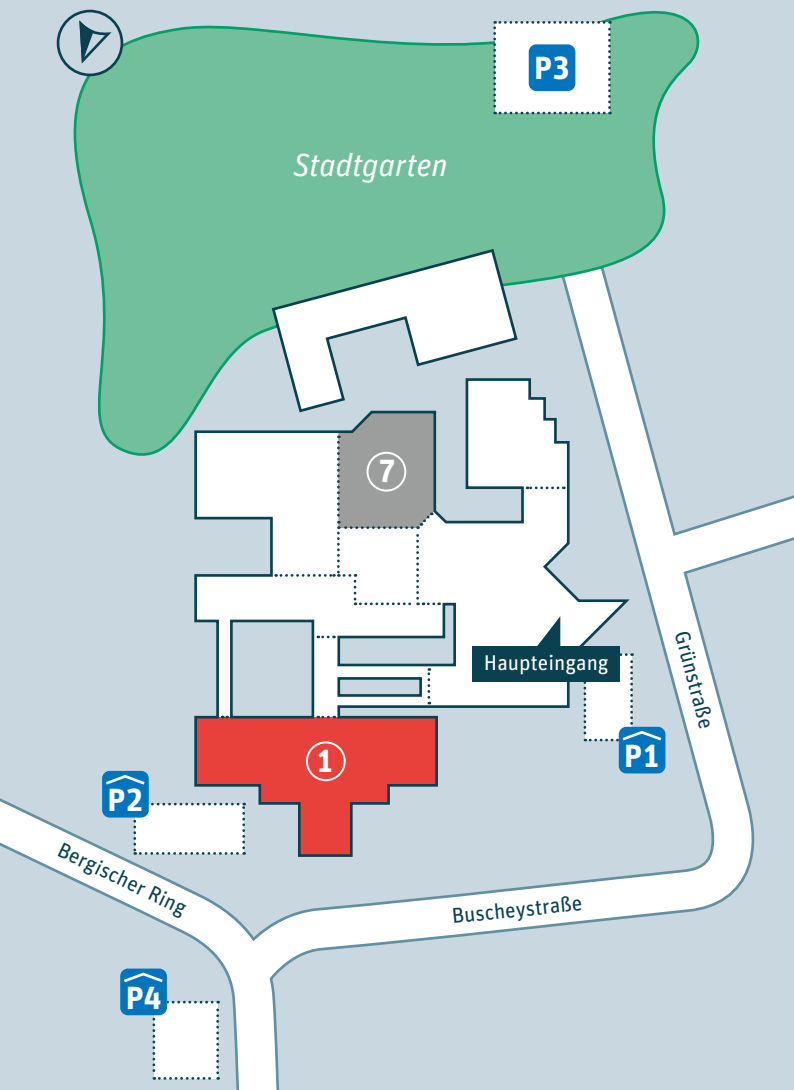 P3
Stadtgarten
7
Haupteingang
Grünstraße
P1
1
P2
Bergischer Ring
Buscheystraße
P4